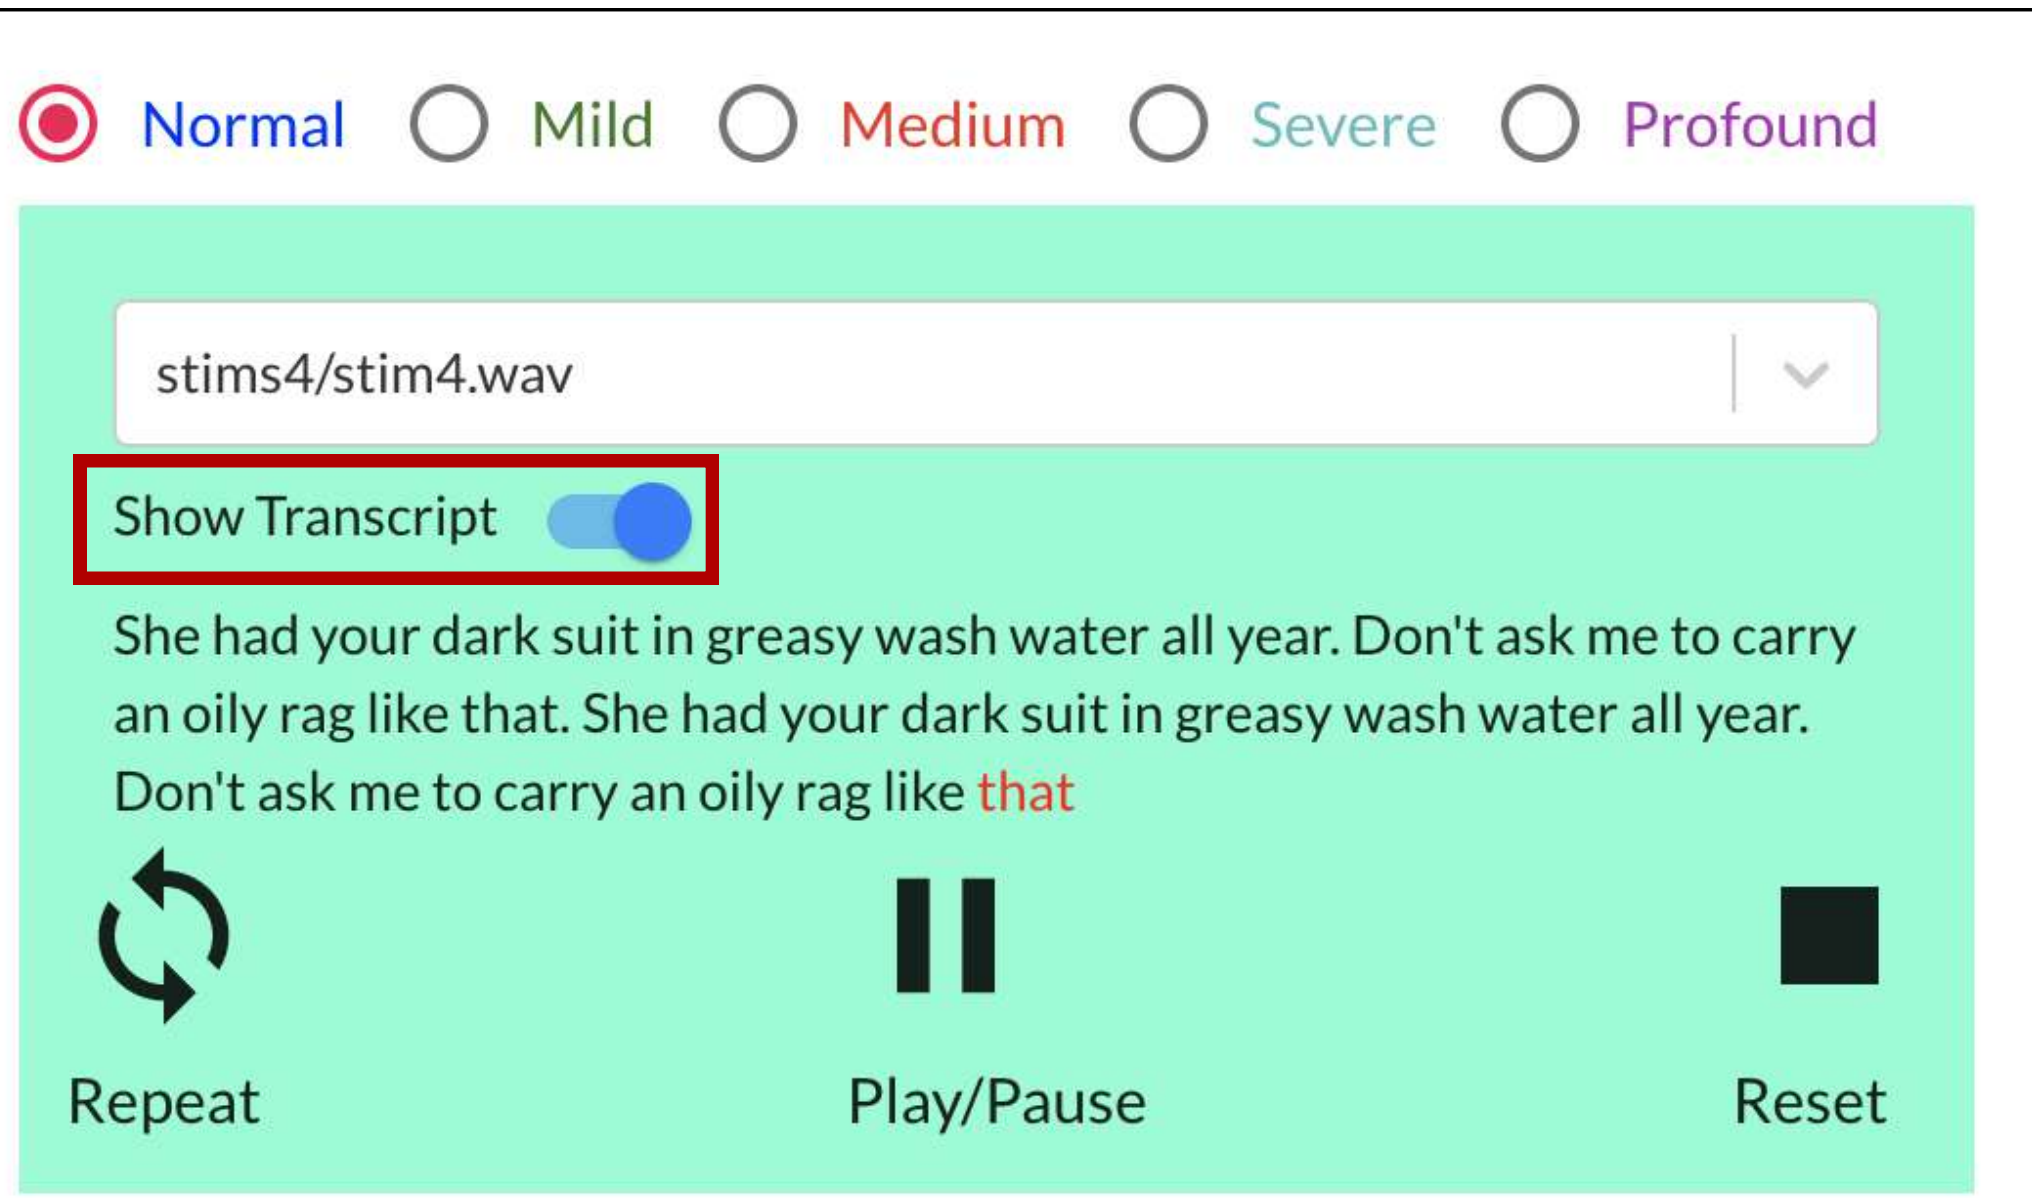 Normal Mild Medium Severe Profound
stims4/stim4.wav
Show Transcript
She had your dark suit in greasy wash water all year. Don't ask me to carry
an oily rag like that. She had your dark suit in greasy wash water all year.
Don't ask me to carry an oily rag like that
Repeat Play/Pause Reset